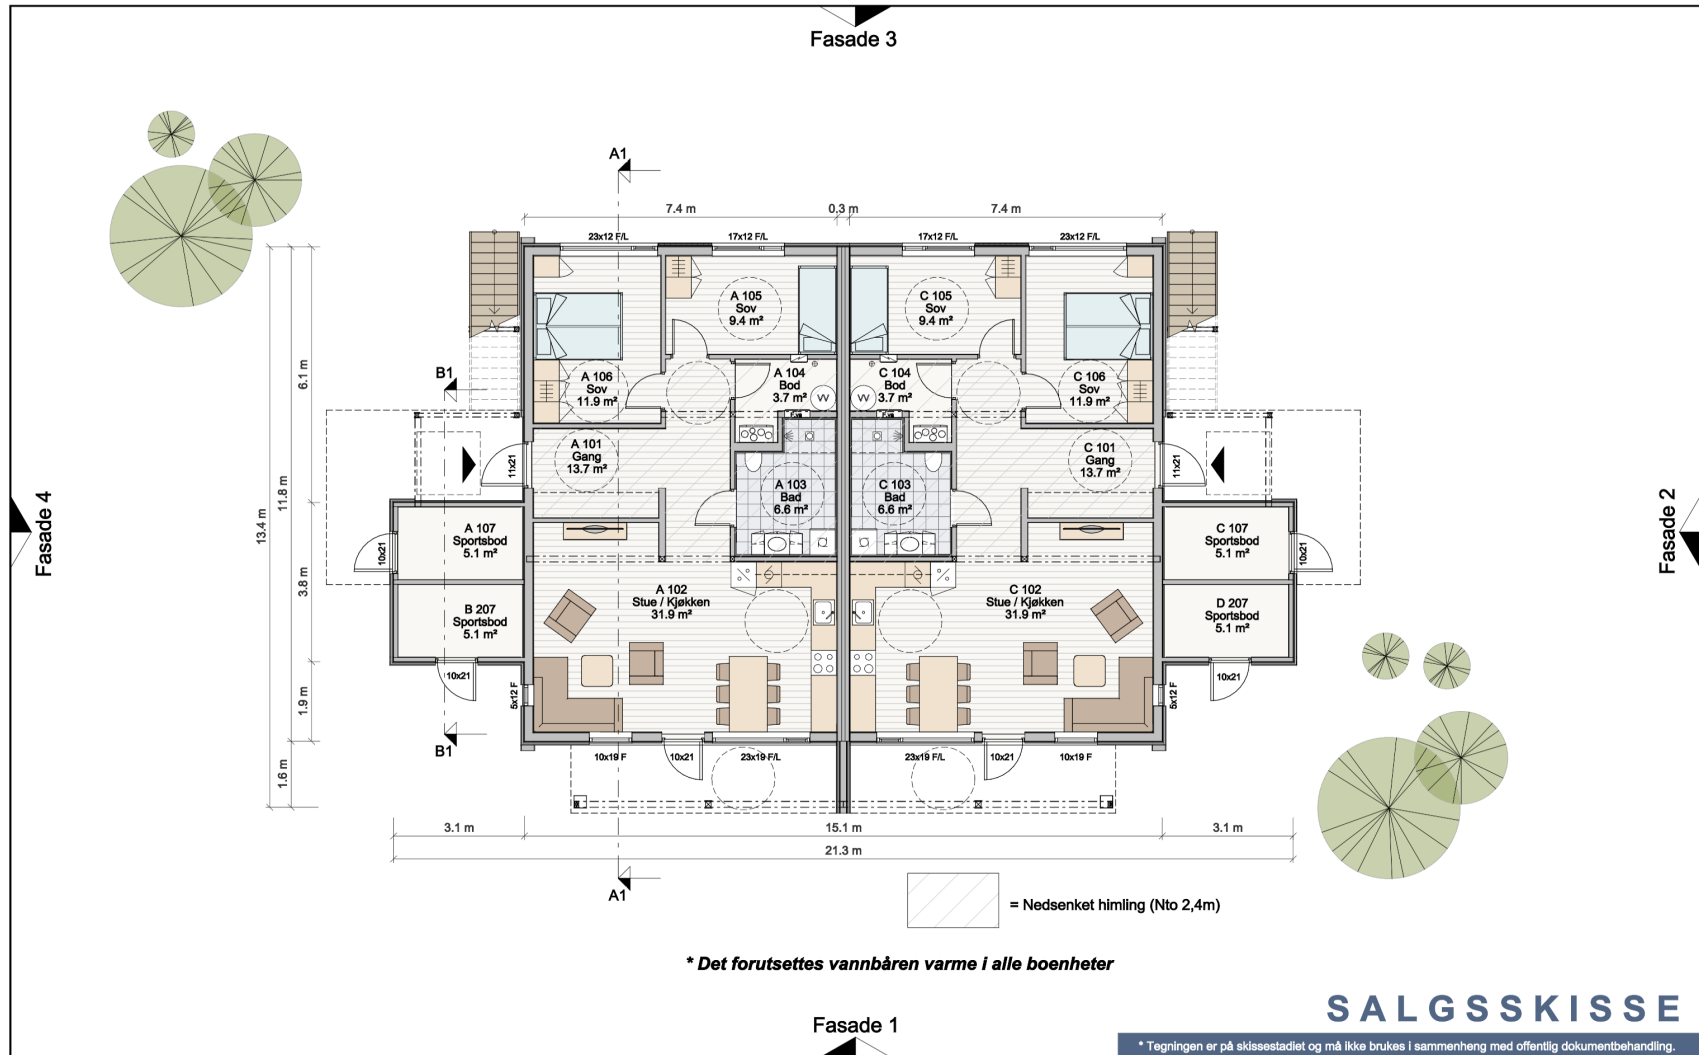 Fasade 3
A1
7.4 m
0.3 m
7.4 m
23x12 F/L
17x12 F/L
17x12 F/L
23x12 F/L
A 105
Sov
9.4 m²
C 105
Sov
9.4 m²
A 106
Sov
11.9 m²
A 104
Bod
3.7 m²
C 104
Bod
3.7 m²
C 106
Sov
11.9 m²
VV
VV
B1
6.1 m
11.8 m
13.4 m
A 101
Gang
13.7 m²
C 101
Gang
13.7 m²
11x21
11x21
A 103
Bad
6.6 m²
C 103
Bad
6.6 m²
Fasade 4
Fasade 2
A 107
Sportsbod
5.1 m²
C 107
Sportsbod
5.1 m²
10x21
10x21
3.8 m
A 102
Stue / Kjøkken
31.9 m²
C 102
Stue / Kjøkken
31.9 m²
B 207
Sportsbod
5.1 m²
D 207
Sportsbod
5.1 m²
10x21
10x21
5x12 F
5x12 F
1.9 m
B1
10x19 F
10x21
23x19 F/L
23x19 F/L
10x21
10x19 F
1.6 m
3.1 m
15.1 m
3.1 m
21.3 m
A1
= Nedsenket himling (Nto 2,4m)
* Det forutsettes vannbåren varme i alle boenheter
SALGSSKISSE
Fasade 1
* Tegningen er på skissestadiet og må ikke brukes i sammenheng med offentlig dokumentbehandling.